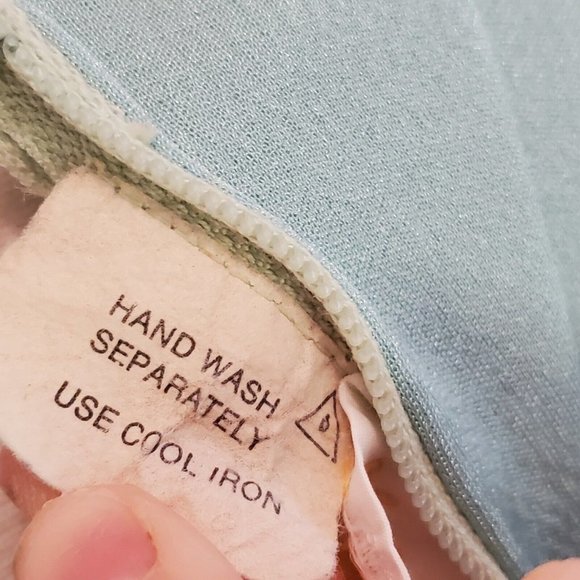 HAND WASH
SEPARATELY
USE COOL IRON